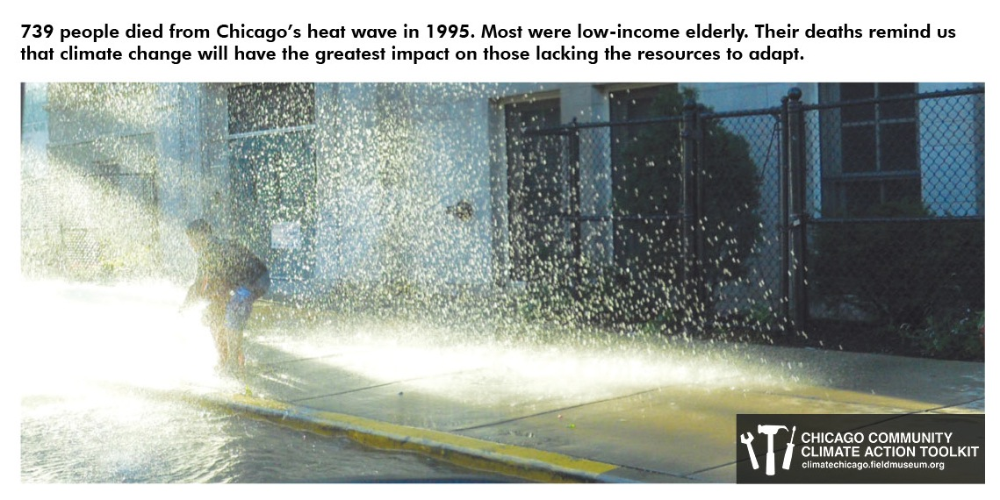 739 people died from Chicago’s heat wave in 1995. Most were low-income elderly. Their deaths remind us
that climate change will have the greatest impact on those lacking the resources to adapt.
CHICAGO COMMUNITY
CLIMATE ACTION TOOLKIT
climatechicago.fieldmuseum.org